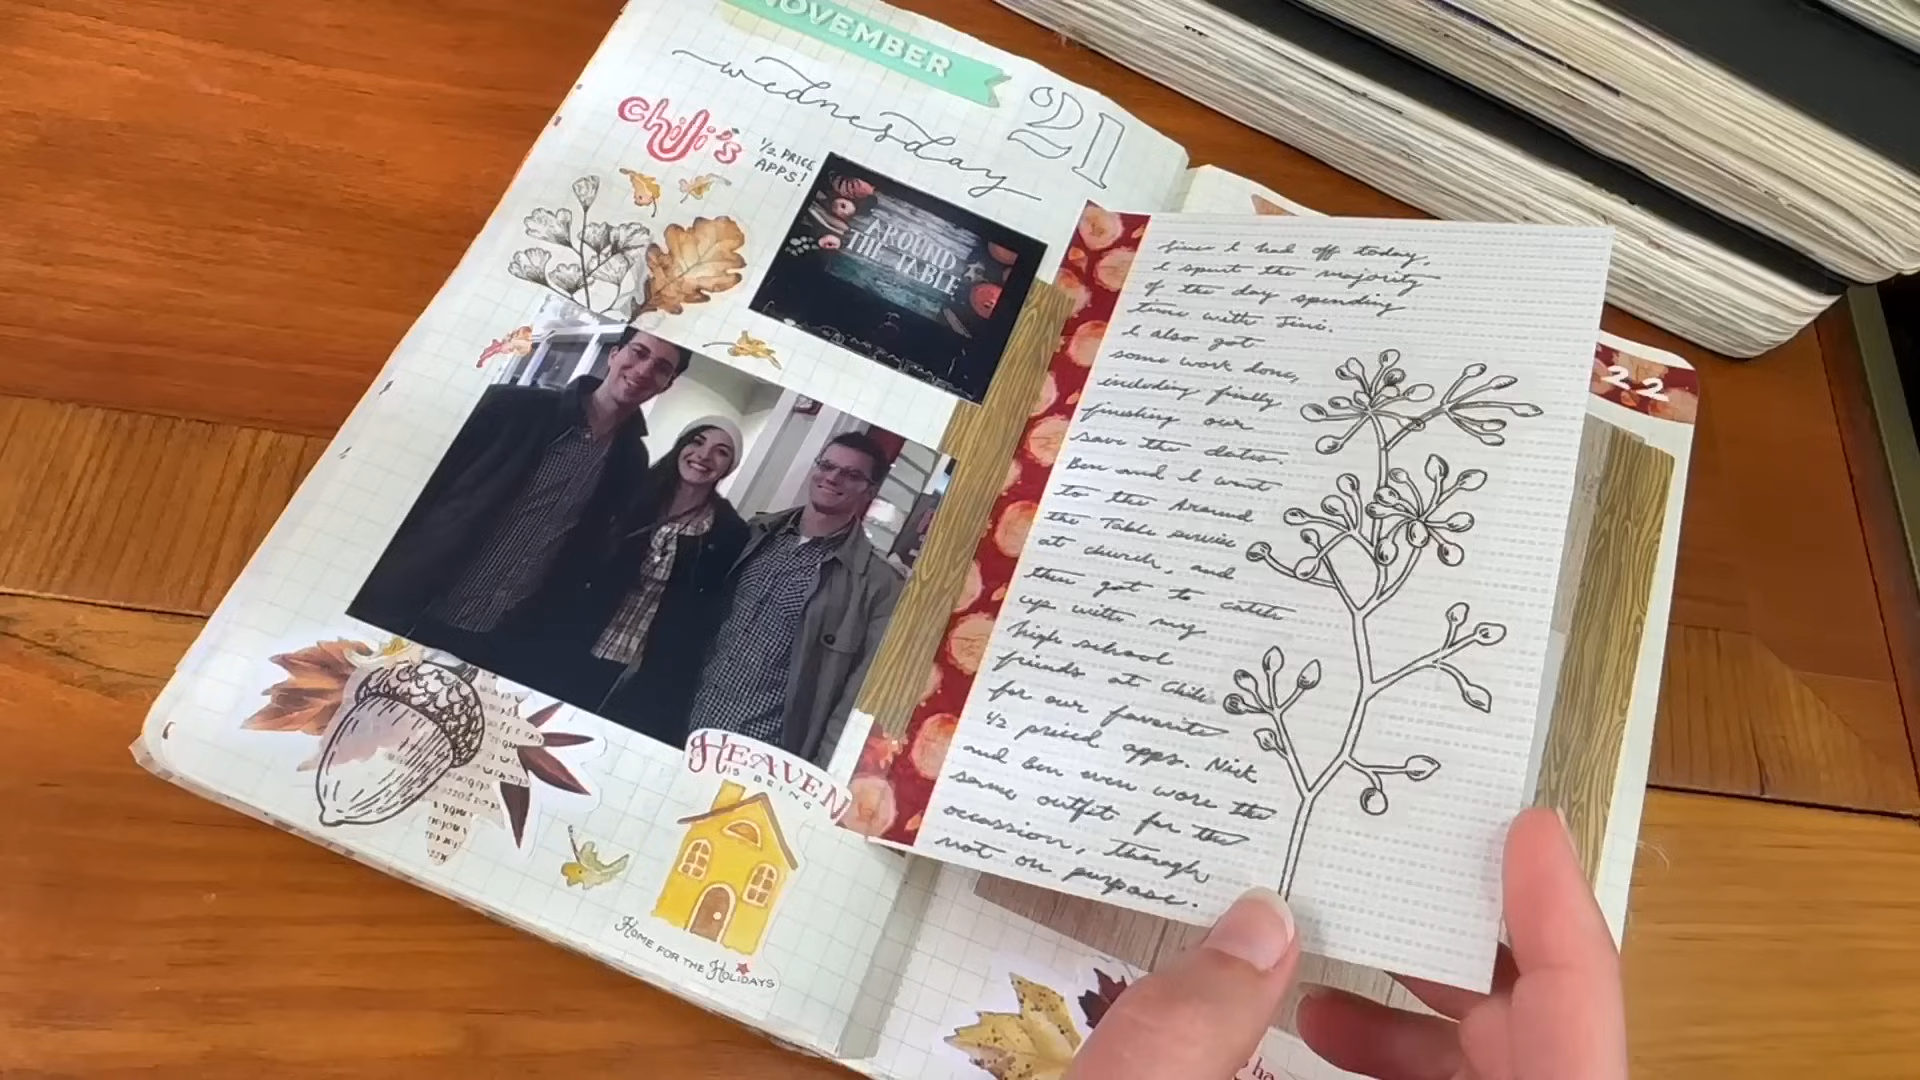 NOVEMBER
wednesday
21
chili's
1/2 PRICE
APPS!
AROUND
THE TABLE
HEAVEN
IS BEING
HOME FOR THE HOLIDAYS
Since I had off today,
I spent the majority
of the day spending
time with Jini.
I also got
some work done,
including finally
finishing our
save the dates.
Ben and I went
to the Around
the Table service
at church, and
then got to catch
up with my
high school
friends at Chilis
for our favorite
1/2 priced apps. Nick
and Ben even wore the
same outfit for the
occassion, though
not on purpose.
22